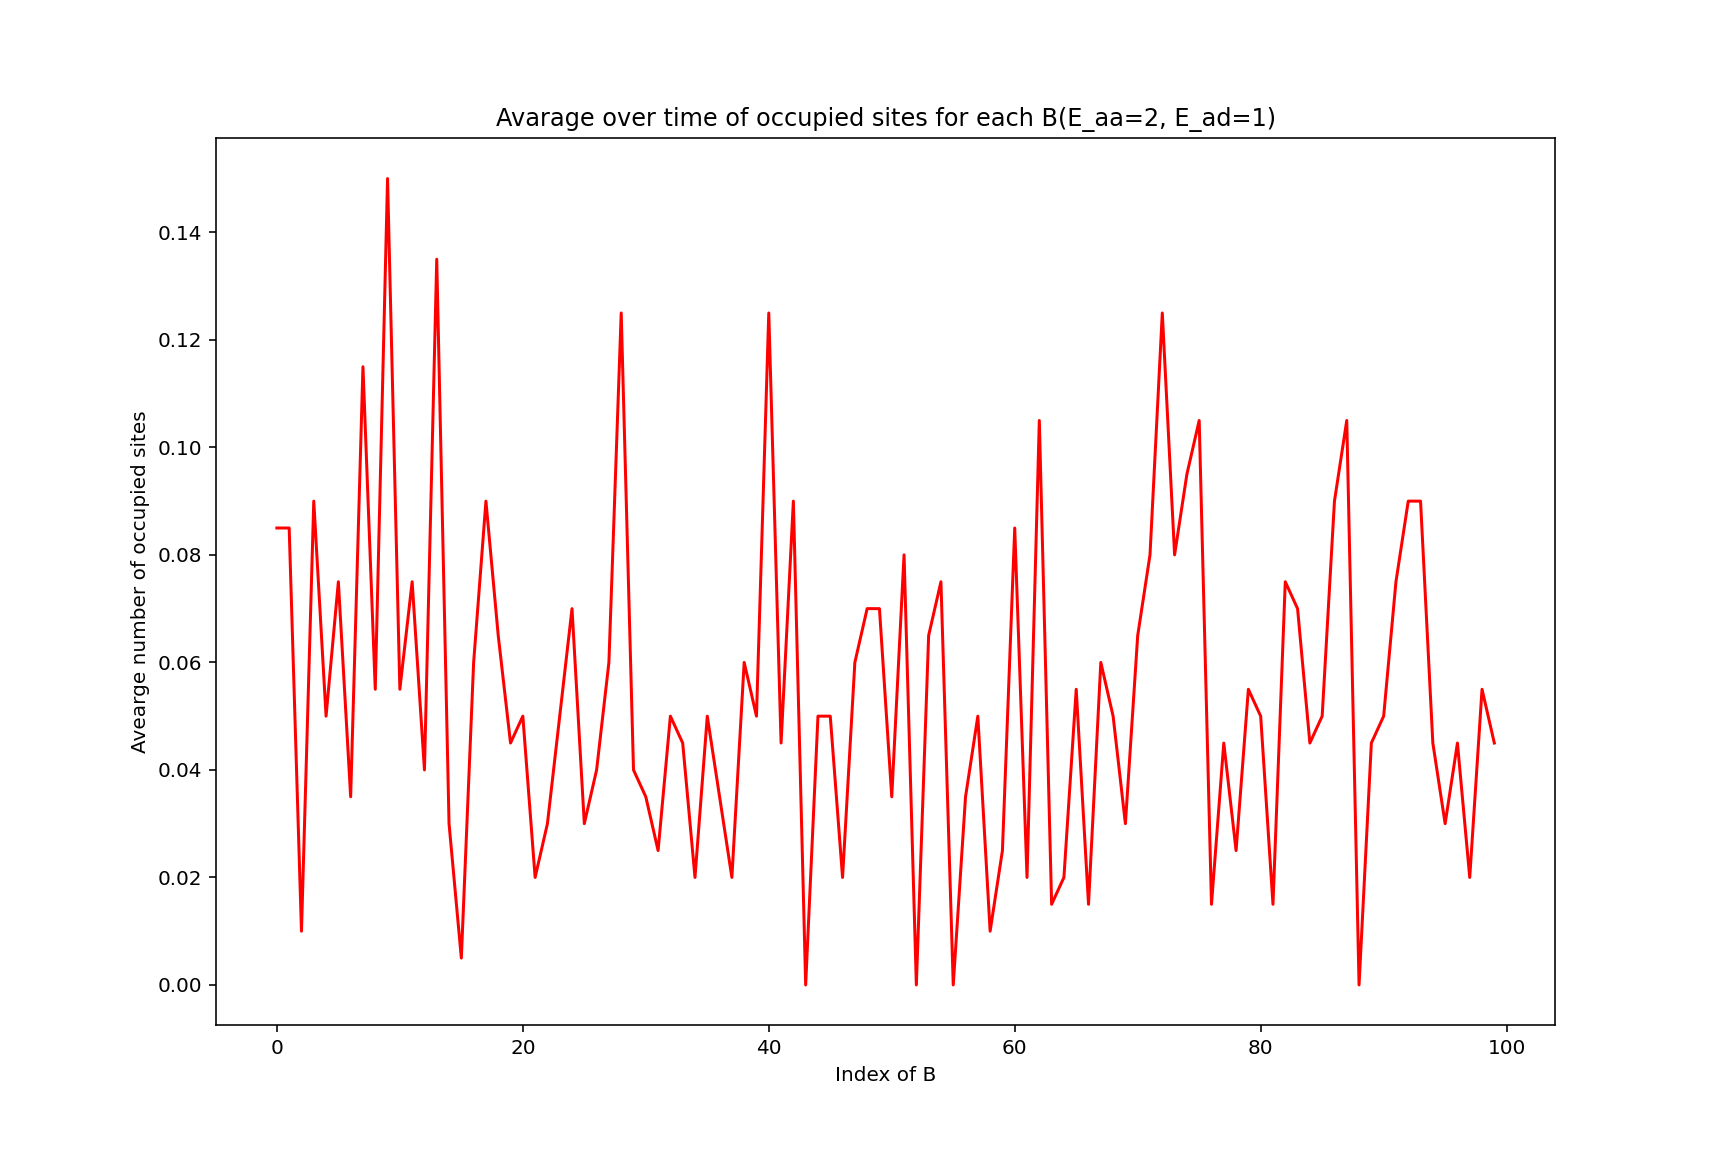 Avarage over time of occupied sites for each B(E_aa=2, E_ad=1)
Avearge number of occupied sites
0.14
0.12
0.10
0.08
0.06
0.04
0.02
0.00
0 20 40 60 80 100
Index of B